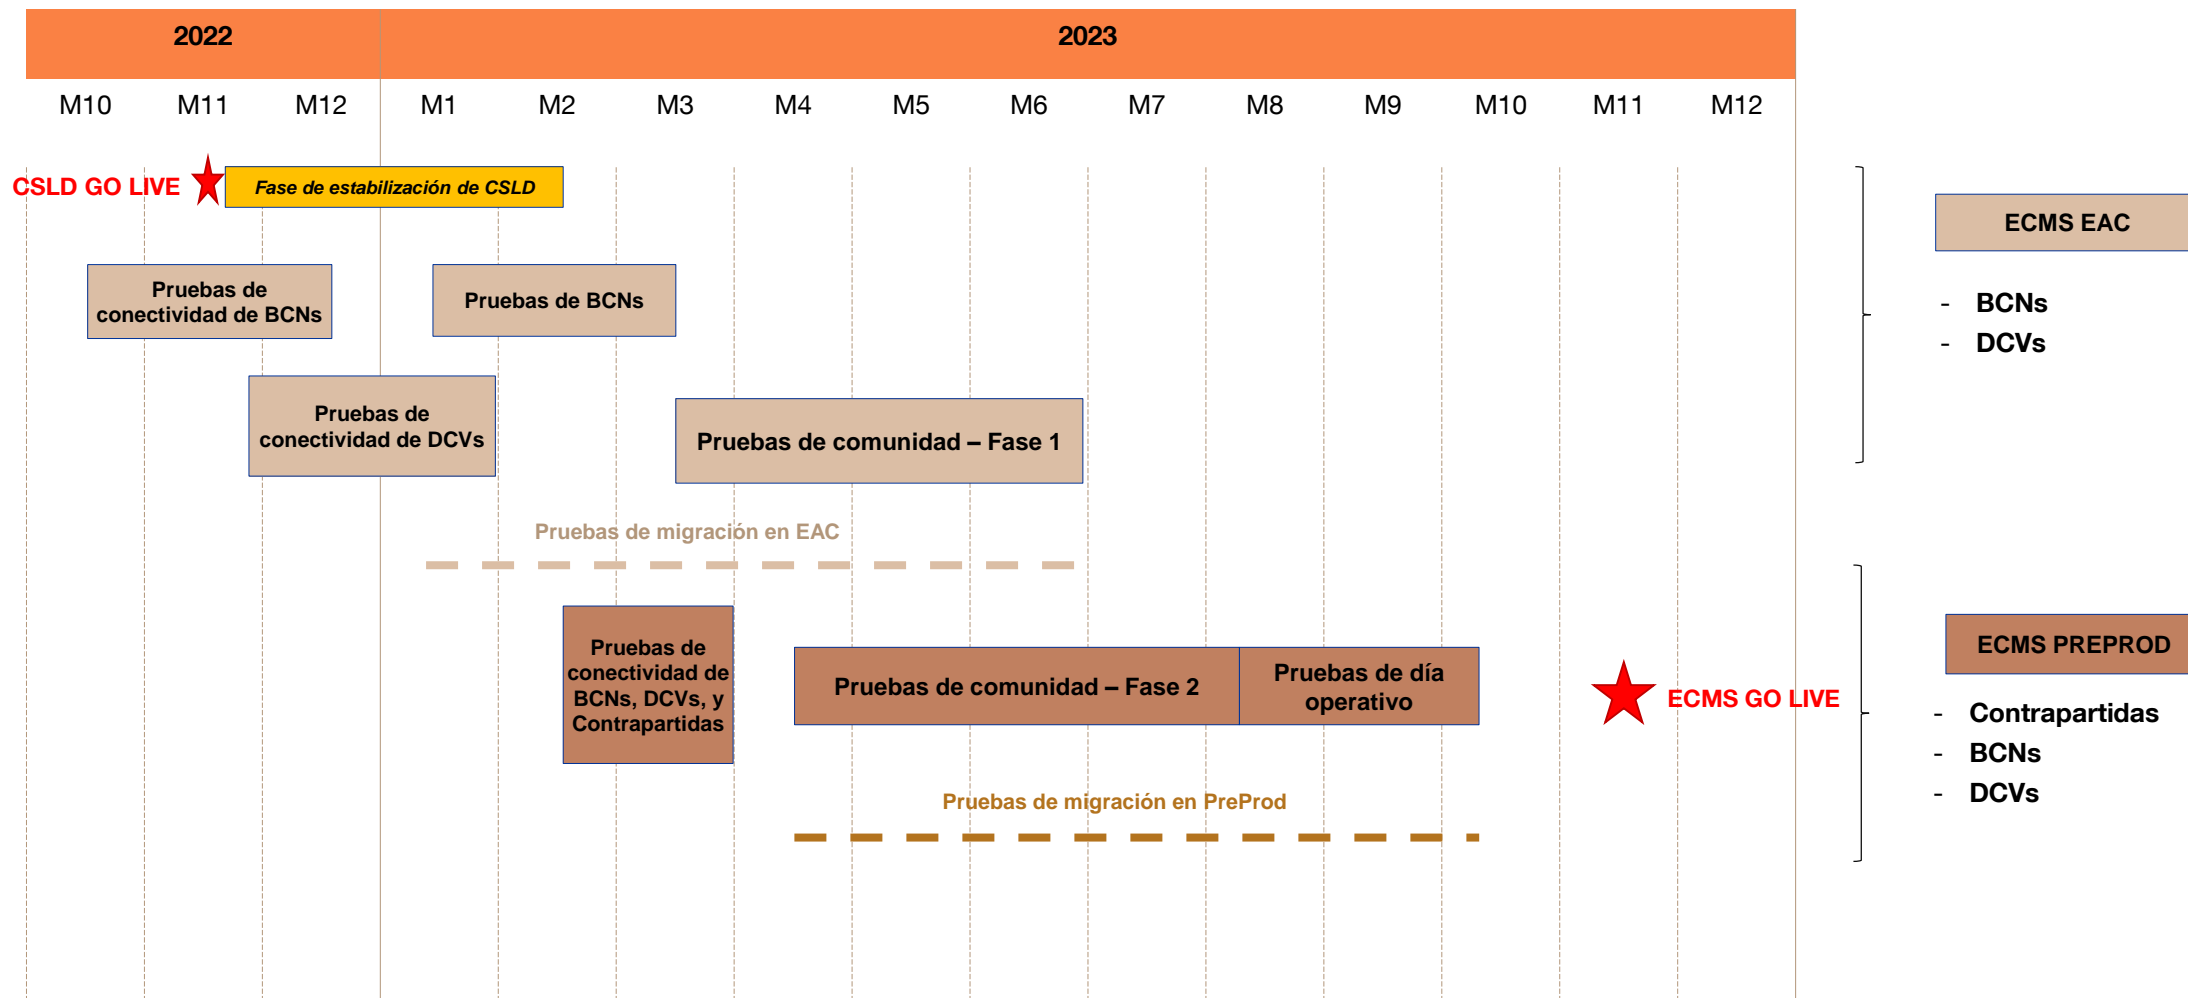 2022
2023
M10
M11
M12
M1
M2
M3
M4
M5
M6
M7
M8
M9
M10
M11
M12
CSLD GO LIVE
Fase de estabilización de CSLD
ECMS EAC
- BCNs
- DCVs
Pruebas de
conectividad de BCNs
Pruebas de BCNs
Pruebas de
conectividad de DCVs
Pruebas de comunidad – Fase 1
Pruebas de migración en EAC
Pruebas de
conectividad de
BCNs, DCVs, y
Contrapartidas
Pruebas de comunidad – Fase 2
Pruebas de día
operativo
ECMS GO LIVE
ECMS PREPROD
- Contrapartidas
- BCNs
- DCVs
Pruebas de migración en PreProd